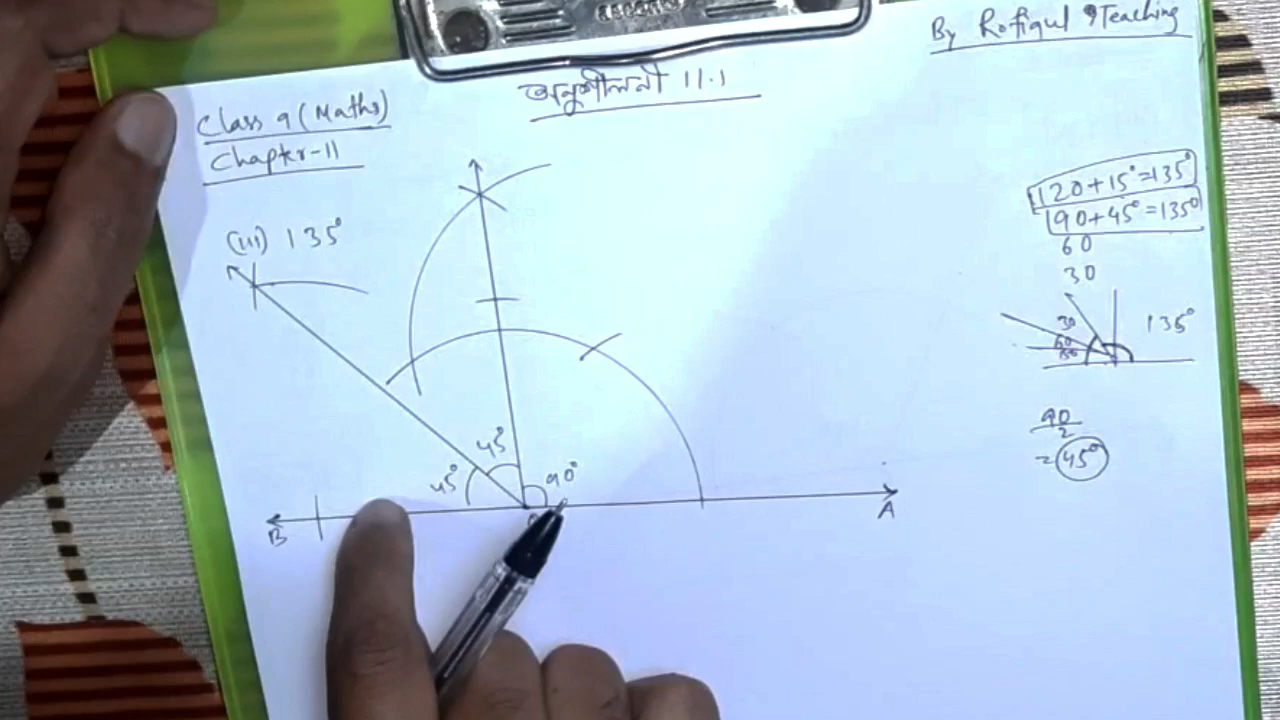 By Rofiqul Teaching
অনুশীলনী 11.1
Class 9 (Maths)
Chapter-11
(iii) 135°
120+15°=135°
90+45°=135°
60
30
30
60
135°
90
2
=45°
45°
45°
90°
B
A